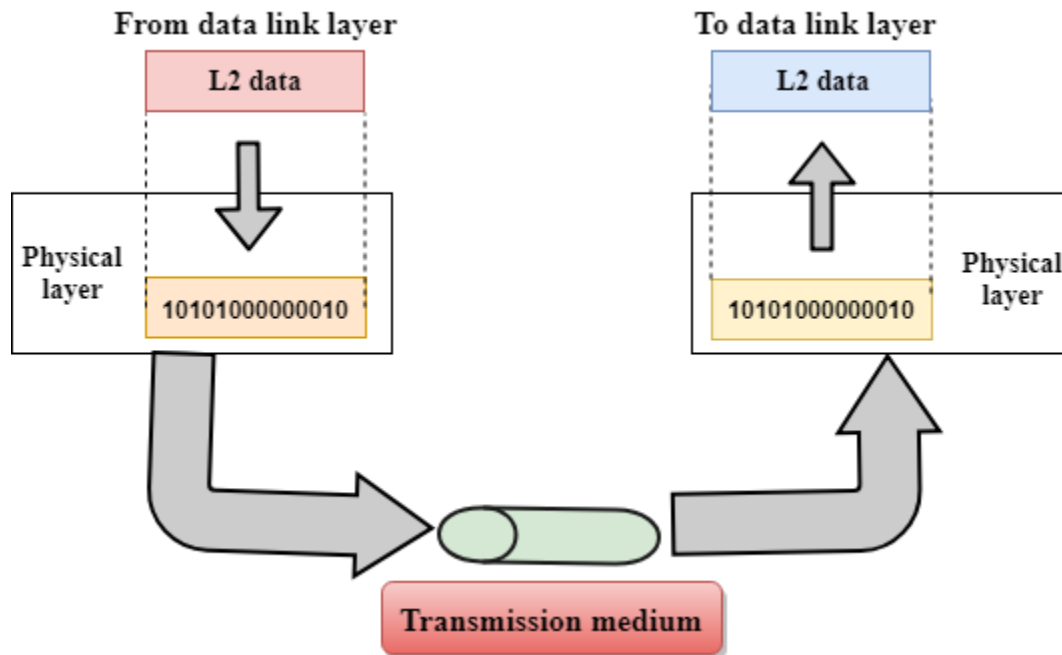 From data link layer
To data link layer
L2 data
L2 data
Physical
layer
10101000000010
10101000000010
Physical
layer
Transmission medium